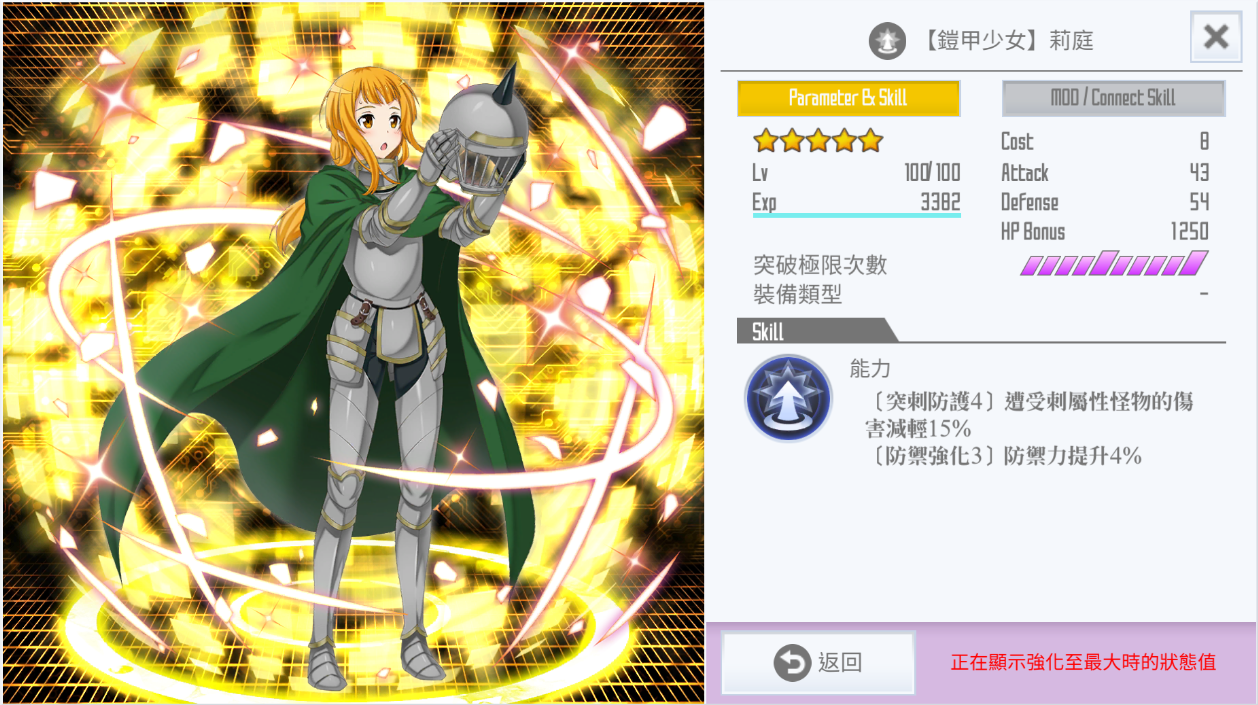 【鎧甲少女】莉庭
Parameter & Skill
MOD / Connect Skill
Lv 100/100
Exp 3382
Cost 8
Attack 43
Defense 54
HP Bonus 1250
突破極限次數
裝備類型 －
Skill
能力
〔突刺防護4〕遭受刺屬性怪物的傷
害減輕15%
〔防禦強化3〕防禦力提升4%
返回
正在顯示強化至最大時的狀態值